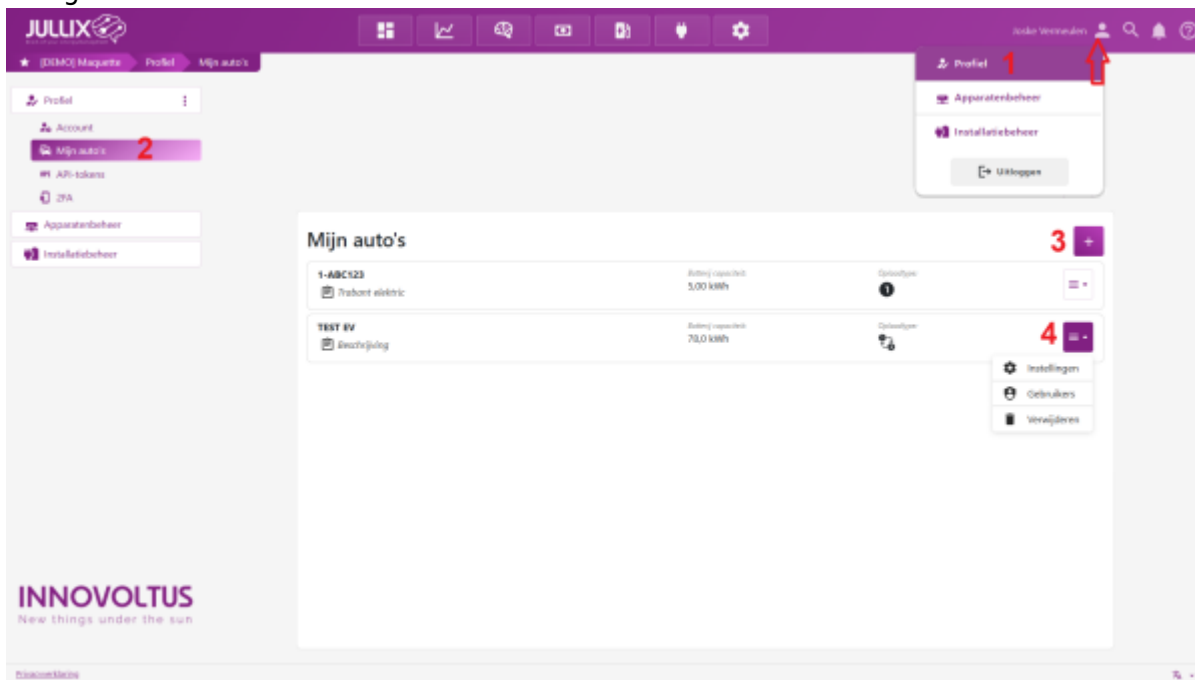 JULLIX
Joske Vermeulen
[DEMO] Maquette Profiel Mijn auto's
Profiel 1
Apparatenbeheer
Installatiebeheer
Uitloggen
Profiel
Account
Mijn auto's 2
API-tokens
2FA
Apparatenbeheer
Installatiebeheer
Mijn auto's
3 +
1-ABC123
Trabant elektric
Batterij capaciteit
5,00 kWh
Oplaadtype
1
TEST EV
Beschrijving
Batterij capaciteit
70,0 kWh
Oplaadtype
4
Instellingen
Gebruikers
Verwijderen
INNOVOLTUS
New things under the sun
Privacyverklaring